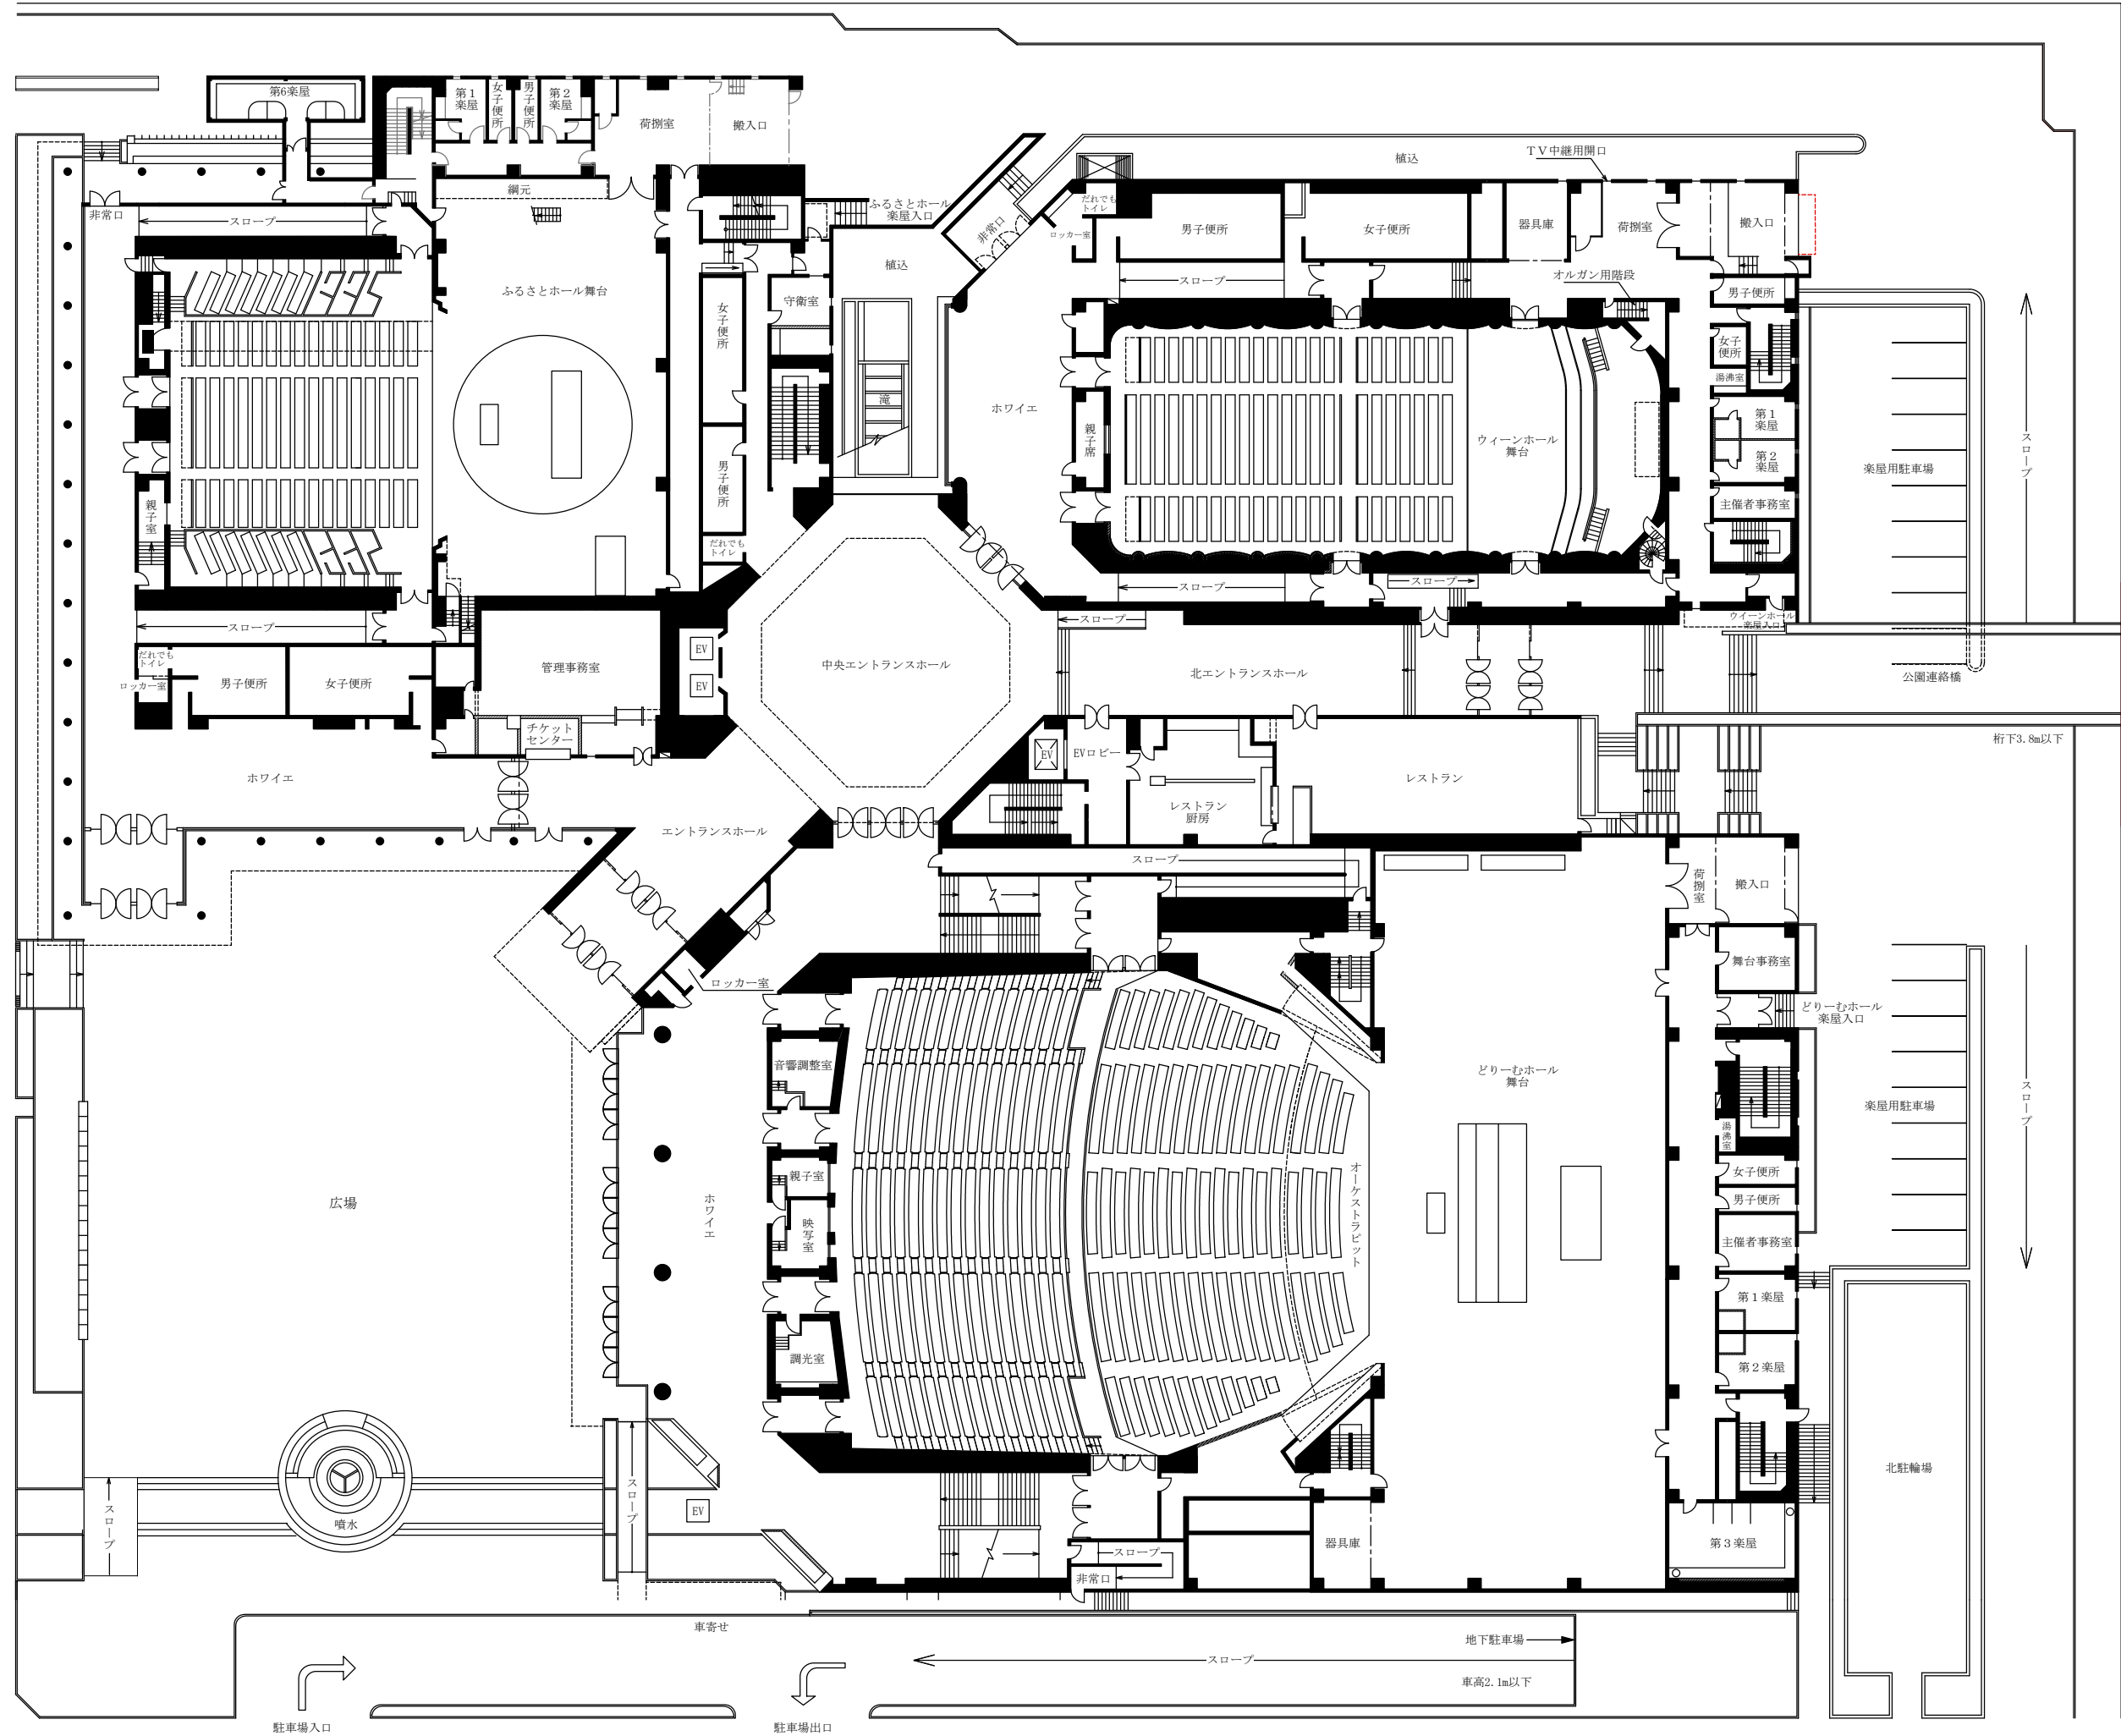 第6楽屋
第1
楽屋
女子便所
男子便所
第2
楽屋
荷捌室
搬入口
綱元
非常口
スロープ
ふるさとホール
楽屋入口
ふるさとホール舞台
守衛室
植込
滝
女子便所
男子便所
だれでも
トイレ
親子室
スロープ
だれでも
トイレ
ロッカー室
男子便所
女子便所
管理事務室
EV
EV
チケット
センター
ホワイエ
エントランスホール
中央エントランスホール
植込
TV中継用開口
非常口
だれでも
トイレ
ロッカー室
男子便所
女子便所
器具庫
荷捌室
搬入口
スロープ
オルガン用階段
男子便所
ホワイエ
親子席
ウィーンホール
舞台
女子
便所
湯沸室
第1
楽屋
第2
楽屋
主催者事務室
楽屋用駐車場
スロープ
スロープ
スロープ
スロープ
ウイーンホール
楽屋入口
北エントランスホール
公園連絡橋
桁下3.8m以下
EV
EVロビー
レストラン
厨房
レストラン
スロープ
荷捌室
搬入口
舞台事務室
どりーむホール
楽屋入口
ロッカー室
音響調整室
親子室
映写室
調光室
ホワイエ
オーケストラピット
どりーむホール
舞台
湯沸室
女子便所
男子便所
主催者事務室
第1楽屋
第2楽屋
第3楽屋
楽屋用駐車場
スロープ
北駐輪場
広場
噴水
スロープ
スロープ
EV
スロープ
非常口
器具庫
車寄せ
地下駐車場
スロープ
車高2.1m以下
駐車場入口
駐車場出口